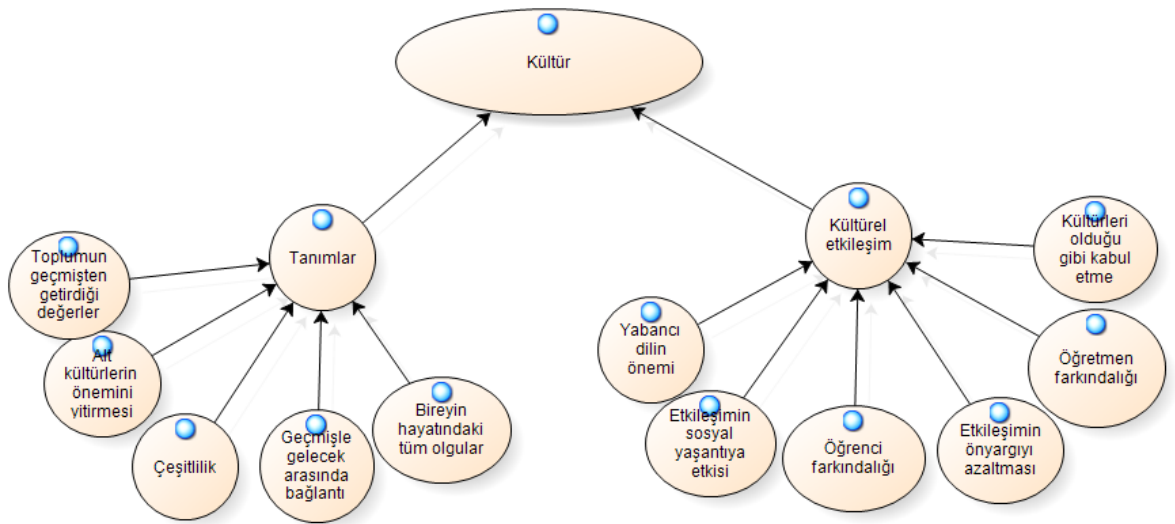 Kültür
Tanımlar
Toplumun
geçmişten
getirdiği
değerler
Alt
kültürlerin
önemini
yitirmesi
Çeşitlilik
Geçmişle
gelecek
arasında
bağlantı
Bireyin
hayatındaki
tüm olgular
Kültürel
etkileşim
Yabancı
dilin
önemi
Etkileşimin
sosyal
yaşantıya
etkisi
Öğrenci
farkındalığı
Etkileşimin
önyargıyı
azaltması
Öğretmen
farkındalığı
Kültürleri
olduğu
gibi kabul
etme